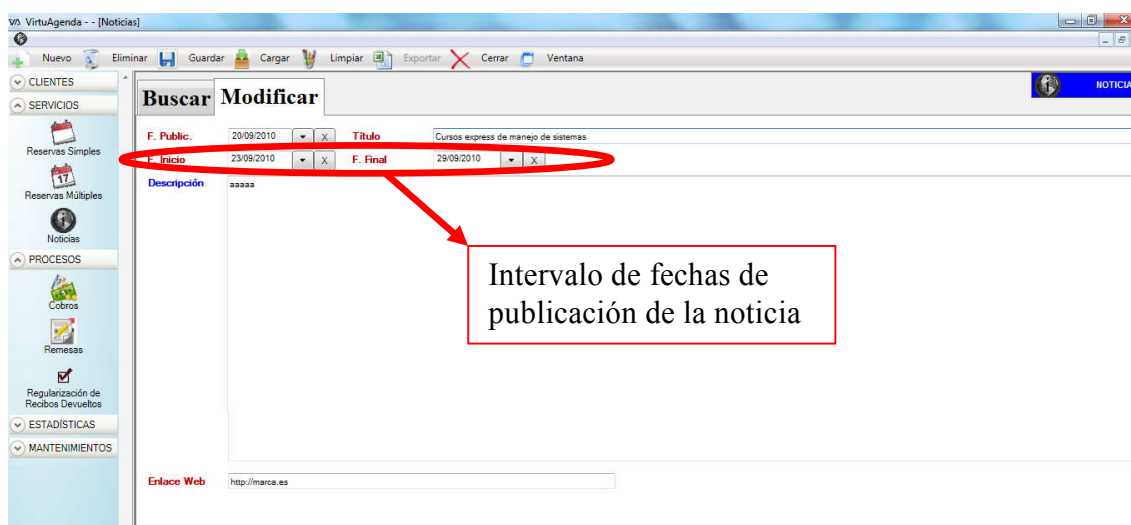 VirtuAgenda - - [Noticias]
Nuevo Eliminar Guardar Cargar Limpiar Exportar Cerrar Ventana
CLIENTES
SERVICIOS
Reservas Simples
17
Reservas Múltiples
Noticias
PROCESOS
Cobros
Remesas
Regularización de
Recibos Devueltos
ESTADÍSTICAS
MANTENIMIENTOS
NOTICIA
Buscar Modificar
F. Public. 20/09/2010 X Título Cursos express de manejo de sistemas
F. Inicio 23/09/2010 X F. Final 29/09/2010 X
Descripción aaaaa
Intervalo de fechas de
publicación de la noticia
Enlace Web http://marca.es